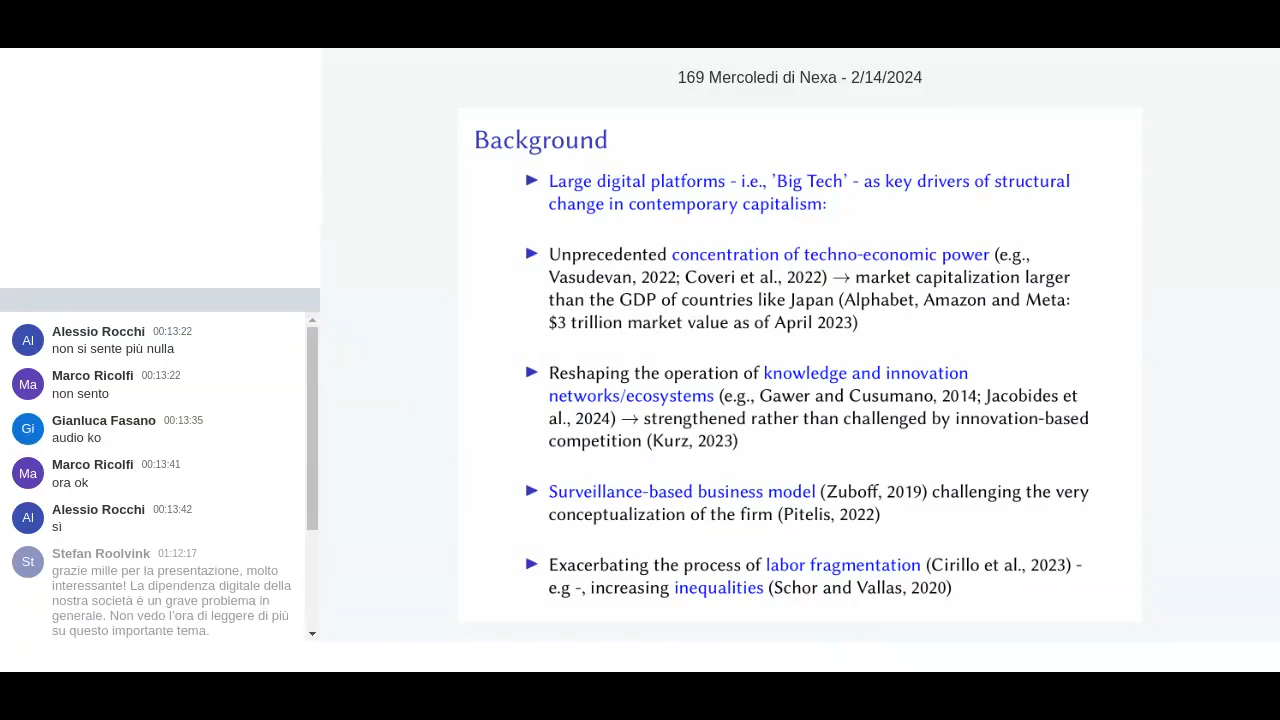 169 Mercoledi di Nexa - 2/14/2024
Background
Large digital platforms - i.e., 'Big Tech' - as key drivers of structural
change in contemporary capitalism:
Unprecedented concentration of techno-economic power (e.g.,
Vasudevan, 2022; Coveri et al., 2022) → market capitalization larger
than the GDP of countries like Japan (Alphabet, Amazon and Meta:
$3 trillion market value as of April 2023)
Reshaping the operation of knowledge and innovation
networks/ecosystems (e.g., Gawer and Cusumano, 2014; Jacobides et
al., 2024) → strengthened rather than challenged by innovation-based
competition (Kurz, 2023)
Surveillance-based business model (Zuboff, 2019) challenging the very
conceptualization of the firm (Pitelis, 2022)
Exacerbating the process of labor fragmentation (Cirillo et al., 2023) -
e.g -, increasing inequalities (Schor and Vallas, 2020)
Al
Alessio Rocchi 00:13:22
non si sente più nulla
Ma
Marco Ricolfi 00:13:22
non sento
Gi
Gianluca Fasano 00:13:35
audio ko
Ma
Marco Ricolfi 00:13:41
ora ok
Al
Alessio Rocchi 00:13:42
sì
St
Stefan Roolvink 01:12:17
grazie mille per la presentazione, molto
interessante! La dipendenza digitale della
nostra società è un grave problema in
generale. Non vedo l'ora di leggere di più
su questo importante tema.